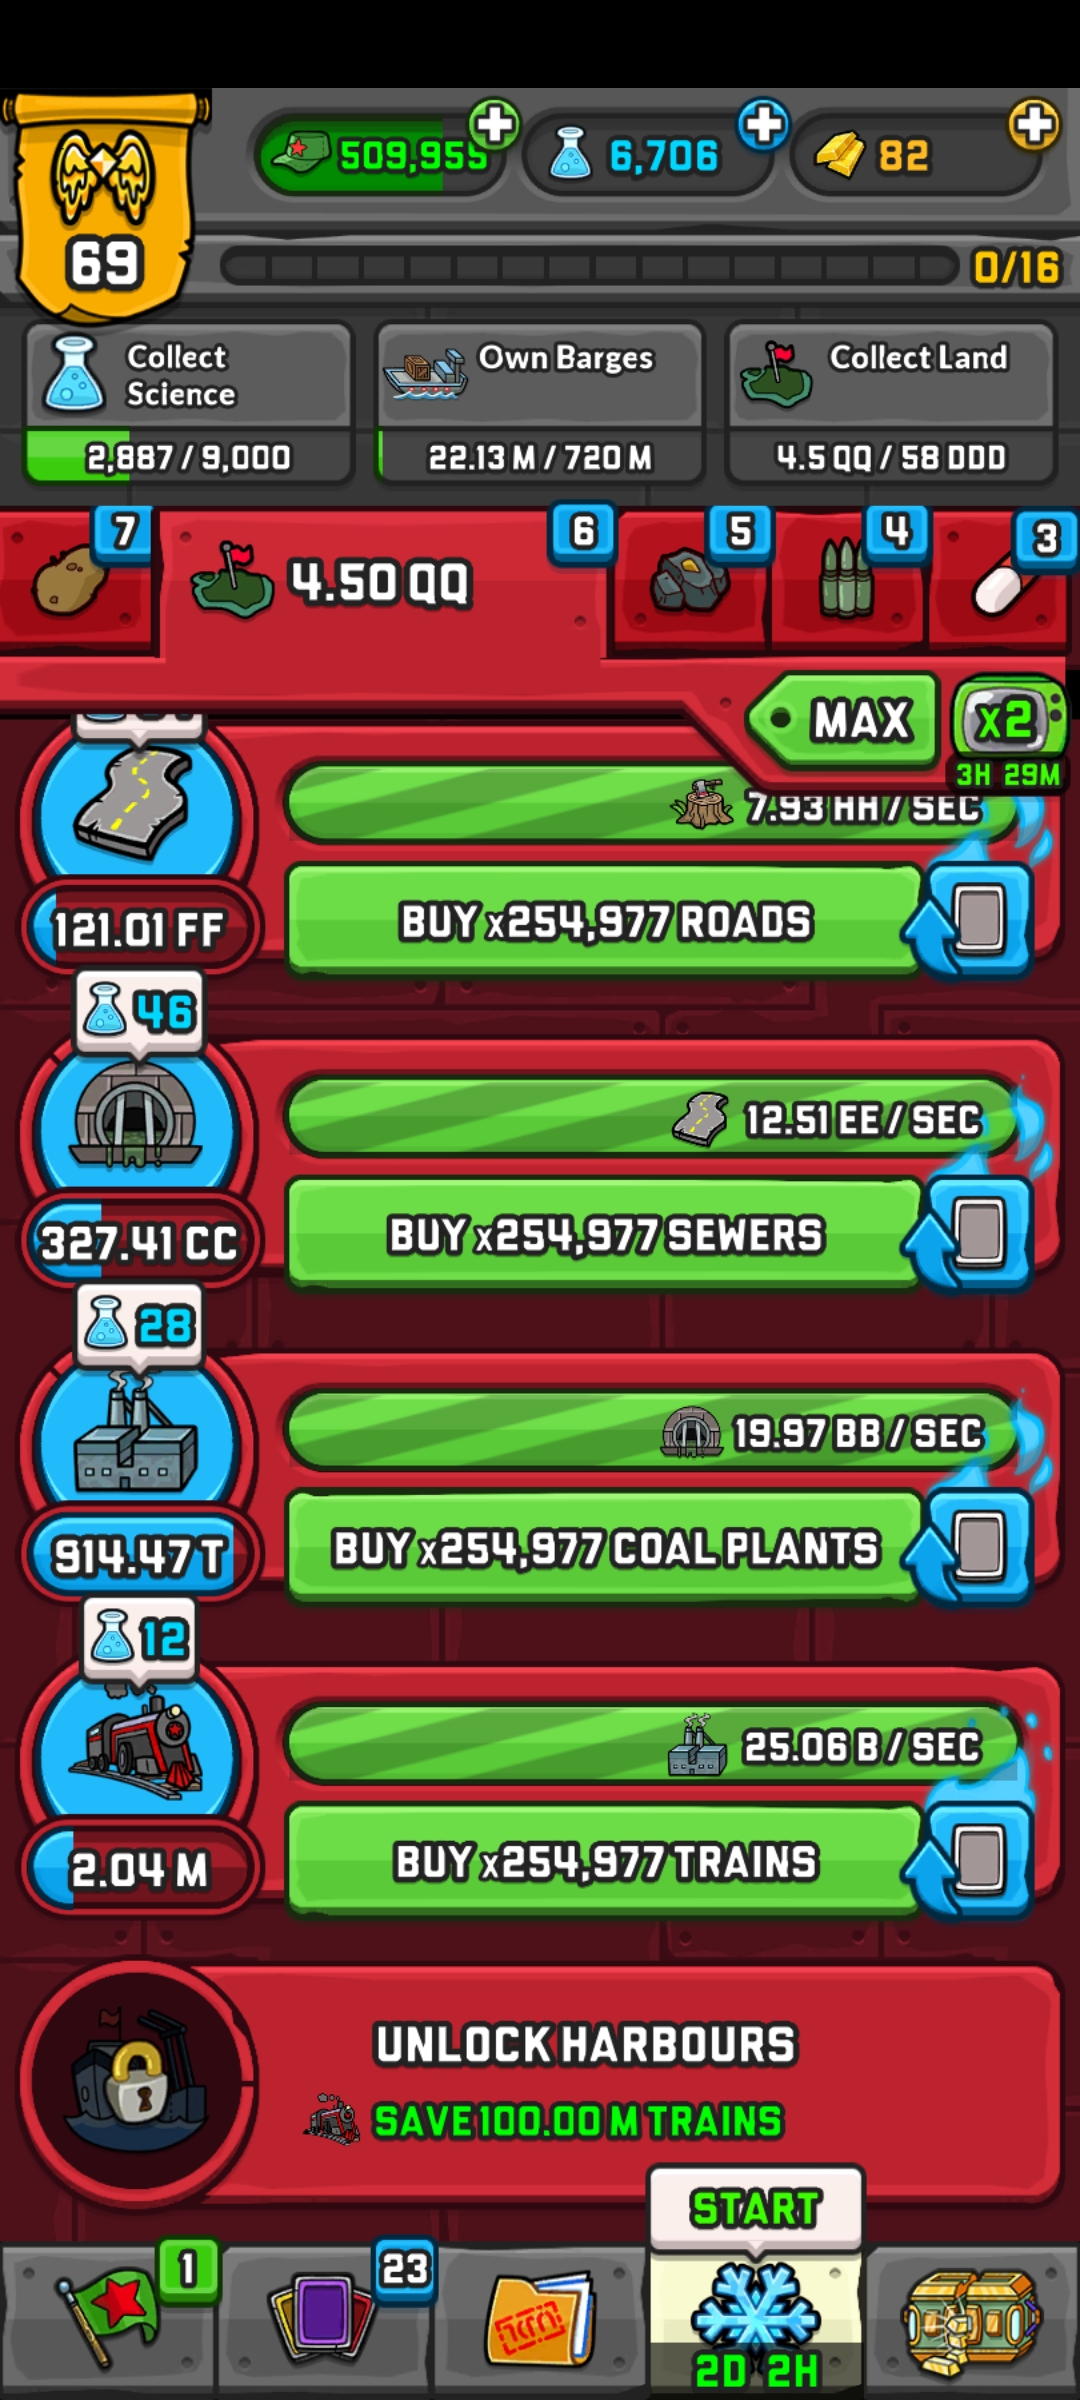 509,955
6,706
82
69
0/16
Collect
Science
2,887 / 9,000
Own Barges
22.13 M / 720 M
Collect Land
4.5 QQ / 58 DDD
7
4.50 QQ
6
5
4
3
MAX
x2
3H 29M
7.93 HH / SEC
121.01 FF
BUY x254,977 ROADS
46
12.51 EE / SEC
327.41 CC
BUY x254,977 SEWERS
28
19.97 BB / SEC
914.47 T
BUY x254,977 COAL PLANTS
12
25.06 B / SEC
2.04 M
BUY x254,977 TRAINS
UNLOCK HARBOURS
SAVE 100.00 M TRAINS
START
1
23
2D 2H